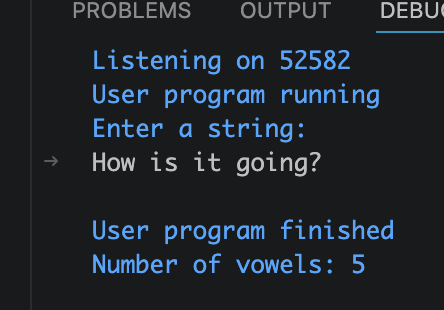 PROBLEMS OUTPUT DEBUG
Listening on 52582
User program running
Enter a string:
→ How is it going?
User program finished
Number of vowels: 5